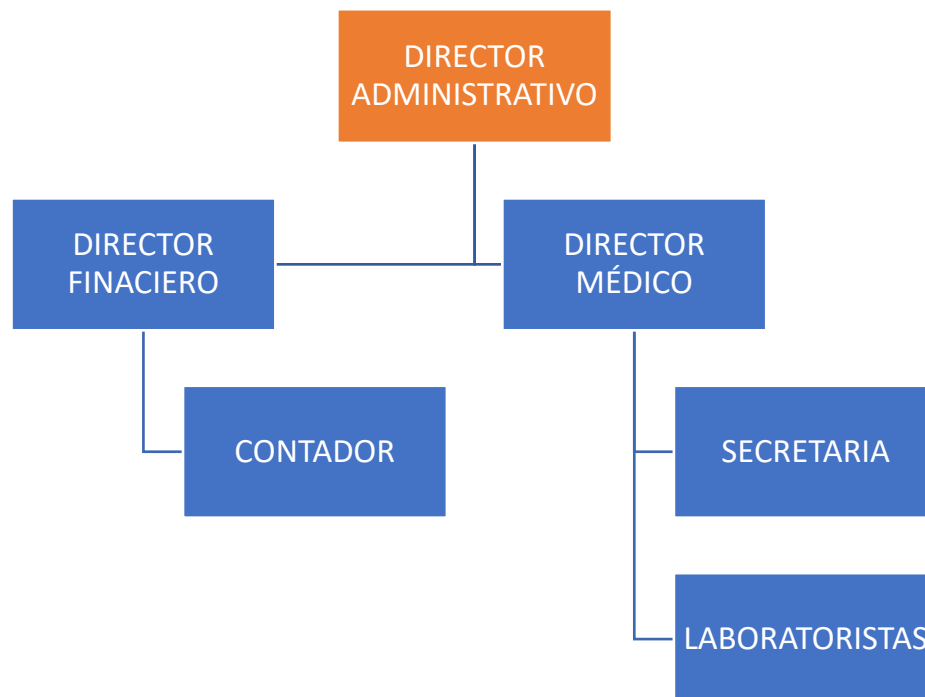 DIRECTOR
ADMINISTRATIVO
DIRECTOR
FINACIERO
DIRECTOR
MÉDICO
CONTADOR
SECRETARIA
LABORATORISTAS